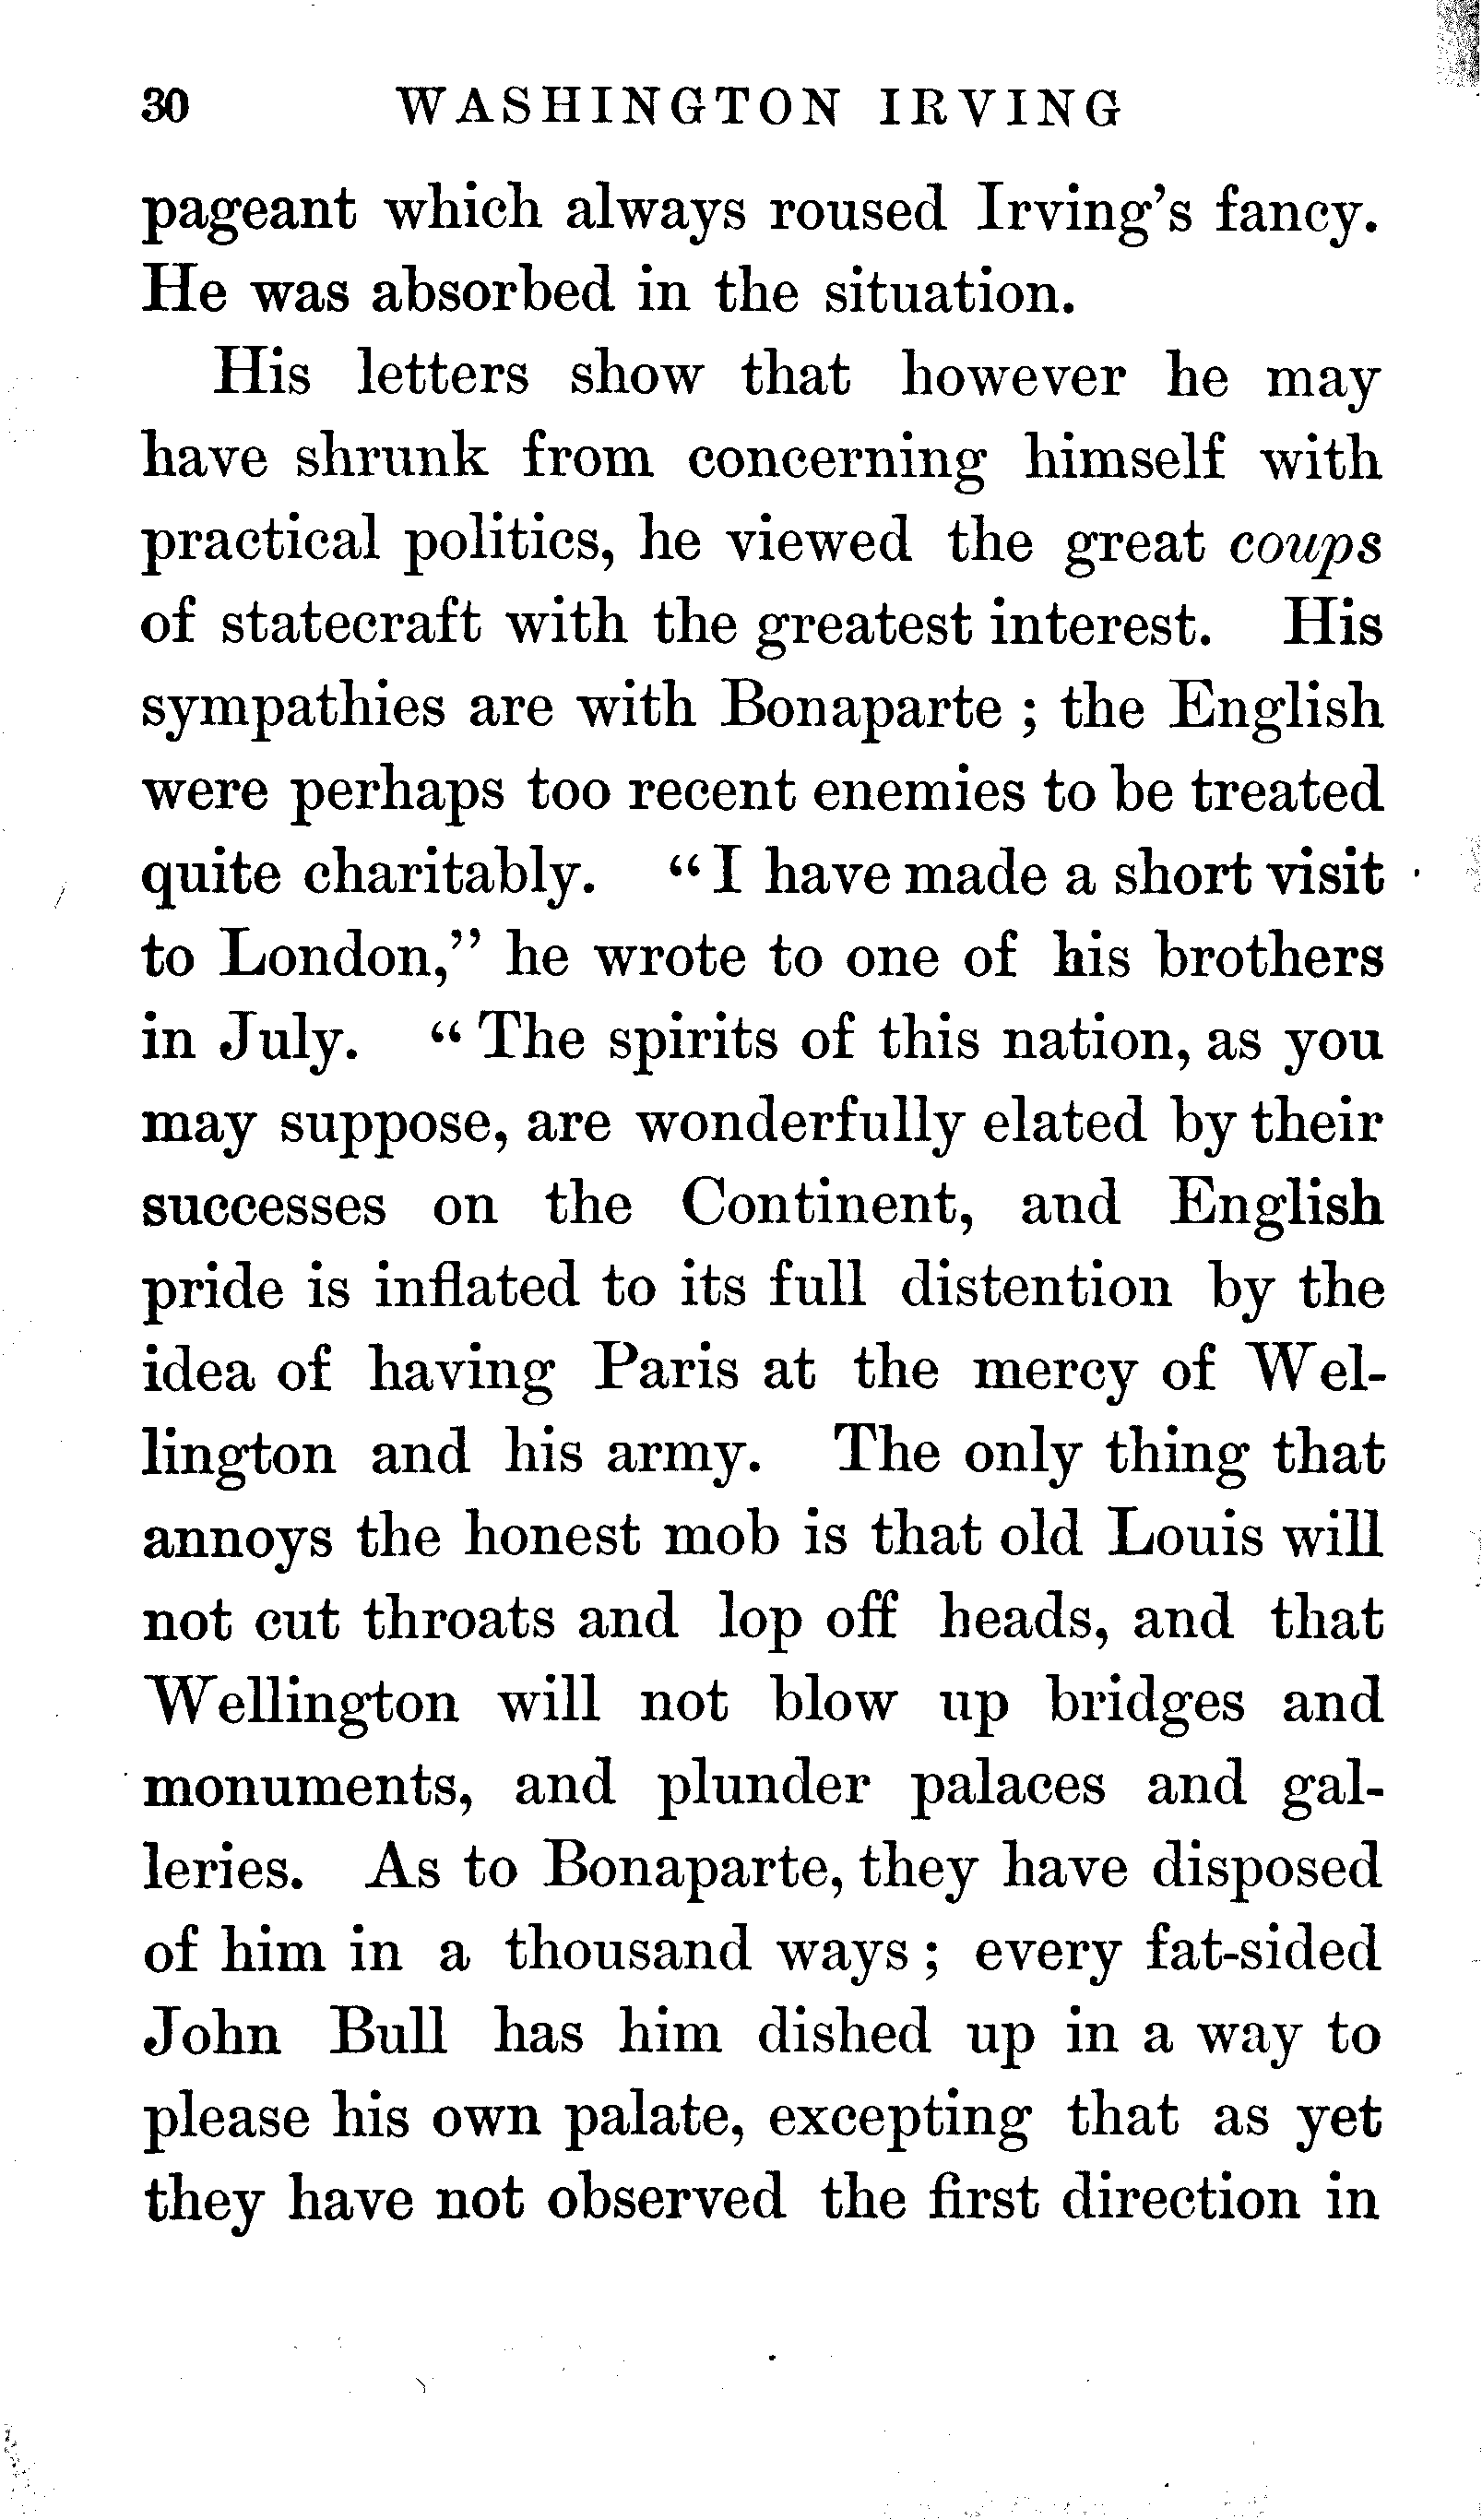 30 WASHINGTON IRVING
pageant which always roused Irving's fancy.
He was absorbed in the situation.
His letters show that however he may
have shrunk from concerning himself with
practical politics, he viewed the great coups
of statecraft with the greatest interest. His
sympathies are with Bonaparte ; the English
were perhaps too recent enemies to be treated
quite charitably. “I have made a short visit
to London,” he wrote to one of his brothers
in July. “The spirits of this nation, as you
may suppose, are wonderfully elated by their
successes on the Continent, and English
pride is inflated to its full distention by the
idea of having Paris at the mercy of Wel-
lington and his army. The only thing that
annoys the honest mob is that old Louis will
not cut throats and lop off heads, and that
Wellington will not blow up bridges and
monuments, and plunder palaces and gal-
leries. As to Bonaparte, they have disposed
of him in a thousand ways ; every fat-sided
John Bull has him dished up in a way to
please his own palate, excepting that as yet
they have not observed the first direction in